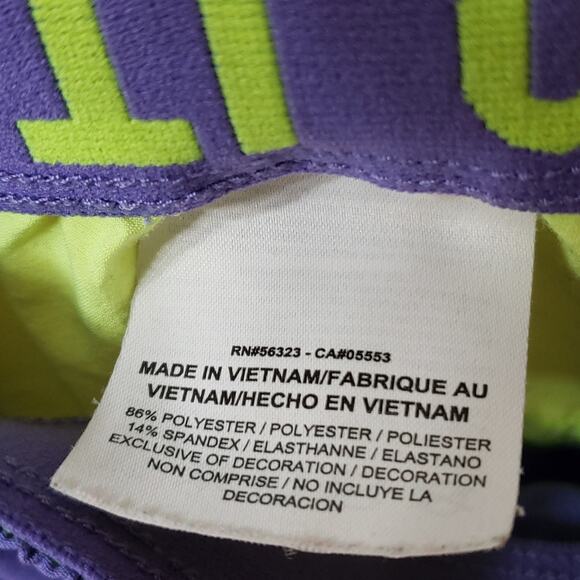 RN#56323 - CA#05553
MADE IN VIETNAM/FABRIQUE AU
VIETNAM/HECHO EN VIETNAM
86% POLYESTER / POLYESTER / POLIESTER
14% SPANDEX / ELASTHANNE / ELASTANO
EXCLUSIVE OF DECORATION / DECORATION
NON COMPRISE / NO INCLUYE LA
DECORACION